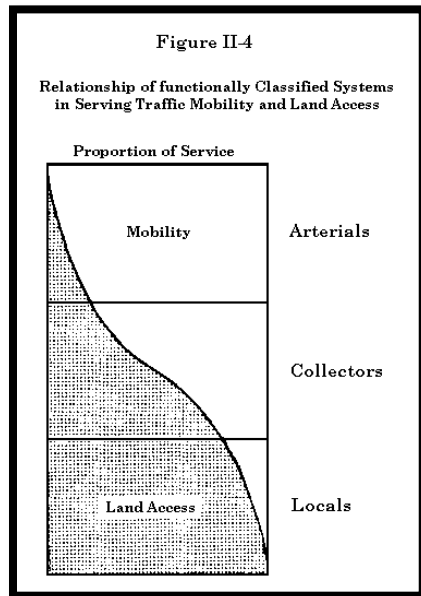 Figure II-4
Relationship of functionally Classified Systems
in Serving Traffic Mobility and Land Access
Proportion of Service
Mobility
Arterials
Collectors
Land Access
Locals